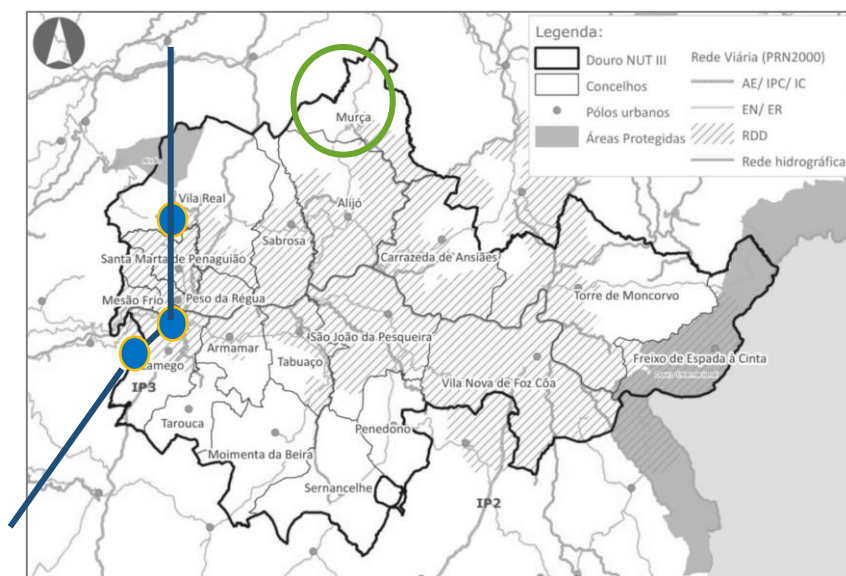 Legenda:
Douro NUT III
Concelhos
Pólos urbanos
Áreas Protegidas
Rede Viária (PRN2000)
AE/ IPC/ IC
EN/ ER
RDD
Rede hidrográfica
Murça
Vila Real
Alijó
Sabrosa
Santa Marta de Penaguião
Carrazeda de Ansiães
Mesão Frio
Peso da Régua
Torre de Moncorvo
São João da Pesqueira
Armamar
Tabuaço
Freixo de Espada à Cinta
Douro Internacional
Lamego
Vila Nova de Foz Côa
IP3
Tarouca
Penedono
Moimenta da Beira
Sernancelhe
IP2